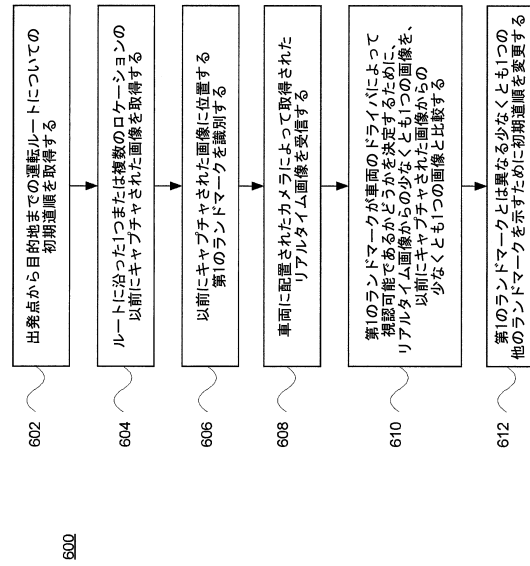 600
602
出発点から目的地までの運転ルートについての
初期道順を取得する
604
ルートに沿った1つまたは複数のロケーションの
以前にキャプチャされた画像を取得する
606
以前にキャプチャされた画像に位置する
第1のランドマークを識別する
608
車両に配置されたカメラによって取得された
リアルタイム画像を受信する
610
第1のランドマークが車両のドライバによって
視認可能であるかどうかを決定するために、
リアルタイム画像からの少なくとも1つの画像を、
以前にキャプチャされた画像からの
少なくとも1つの画像と比較する
612
第1のランドマークとは異なる少なくとも1つの
他のランドマークを示すために初期道順を変更する